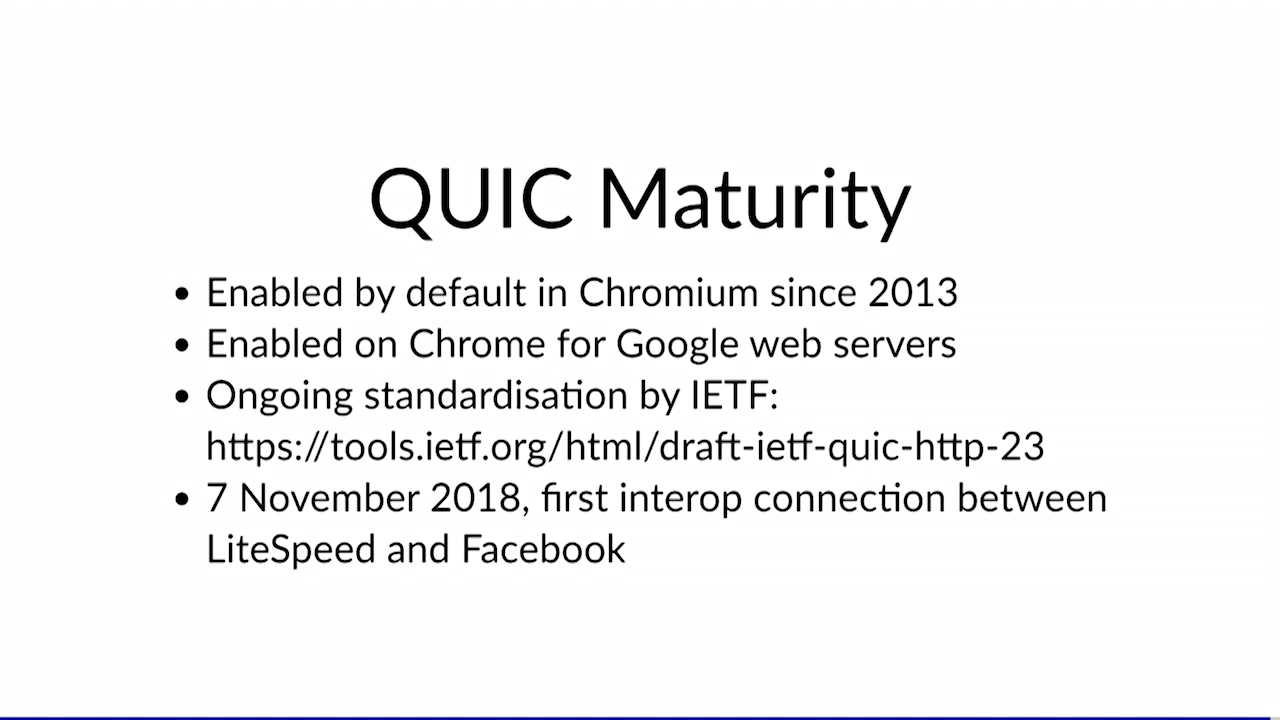 QUIC Maturity
• Enabled by default in Chromium since 2013
• Enabled on Chrome for Google web servers
• Ongoing standardisation by IETF:
https://tools.ietf.org/html/draft-ietf-quic-http-23
• 7 November 2018, first interop connection between
LiteSpeed and Facebook